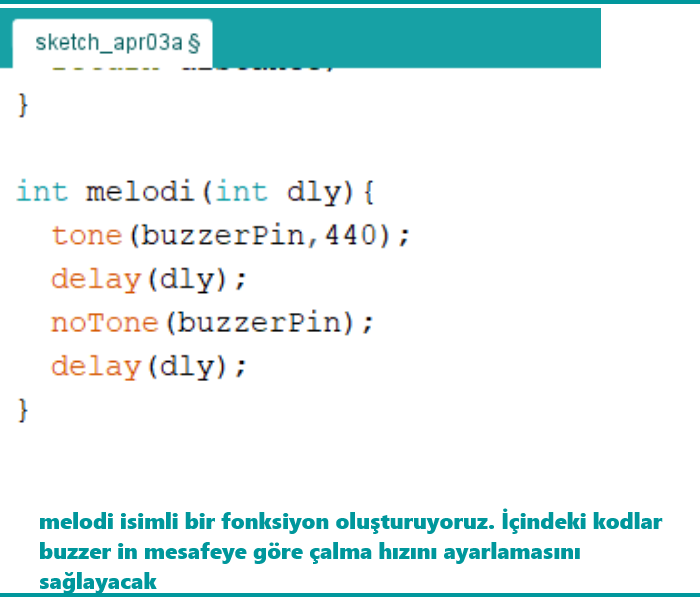 sketch_apr03a §
}
int melodi(int dly){
tone(buzzerPin,440);
delay(dly);
noTone(buzzerPin);
delay(dly);
}
melodi isimli bir fonksiyon oluşturuyoruz. İçindeki kodlar
buzzer in mesafeye göre çalma hızını ayarlamasını
sağlayacak